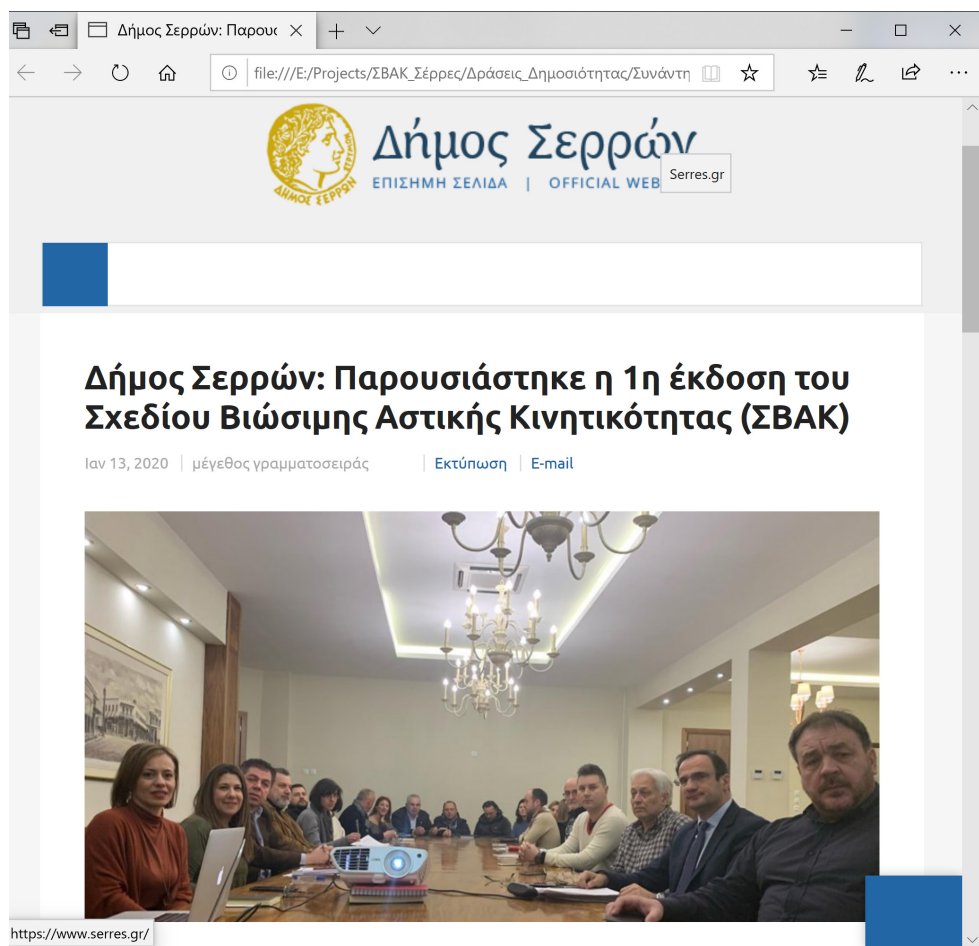 Δήμος Σερρών: Παρουσ
file:///E:/Projects/ΣΒΑΚ_Σέρρες/Δράσεις_Δημοσιότητας/Συνάντη
ΔΗΜΟΣ ΣΕΡΡΩΝ
Δήμος Σερρών
ΕΠΙΣΗΜΗ ΣΕΛΙΔΑ | OFFICIAL WEB
Serres.gr
Δήμος Σερρών: Παρουσιάστηκε η 1η έκδοση του
Σχεδίου Βιώσιμης Αστικής Κινητικότητας (ΣΒΑΚ)
Ιαν 13, 2020 | μέγεθος γραμματοσειράς | Εκτύπωση | E-mail
https://www.serres.gr/